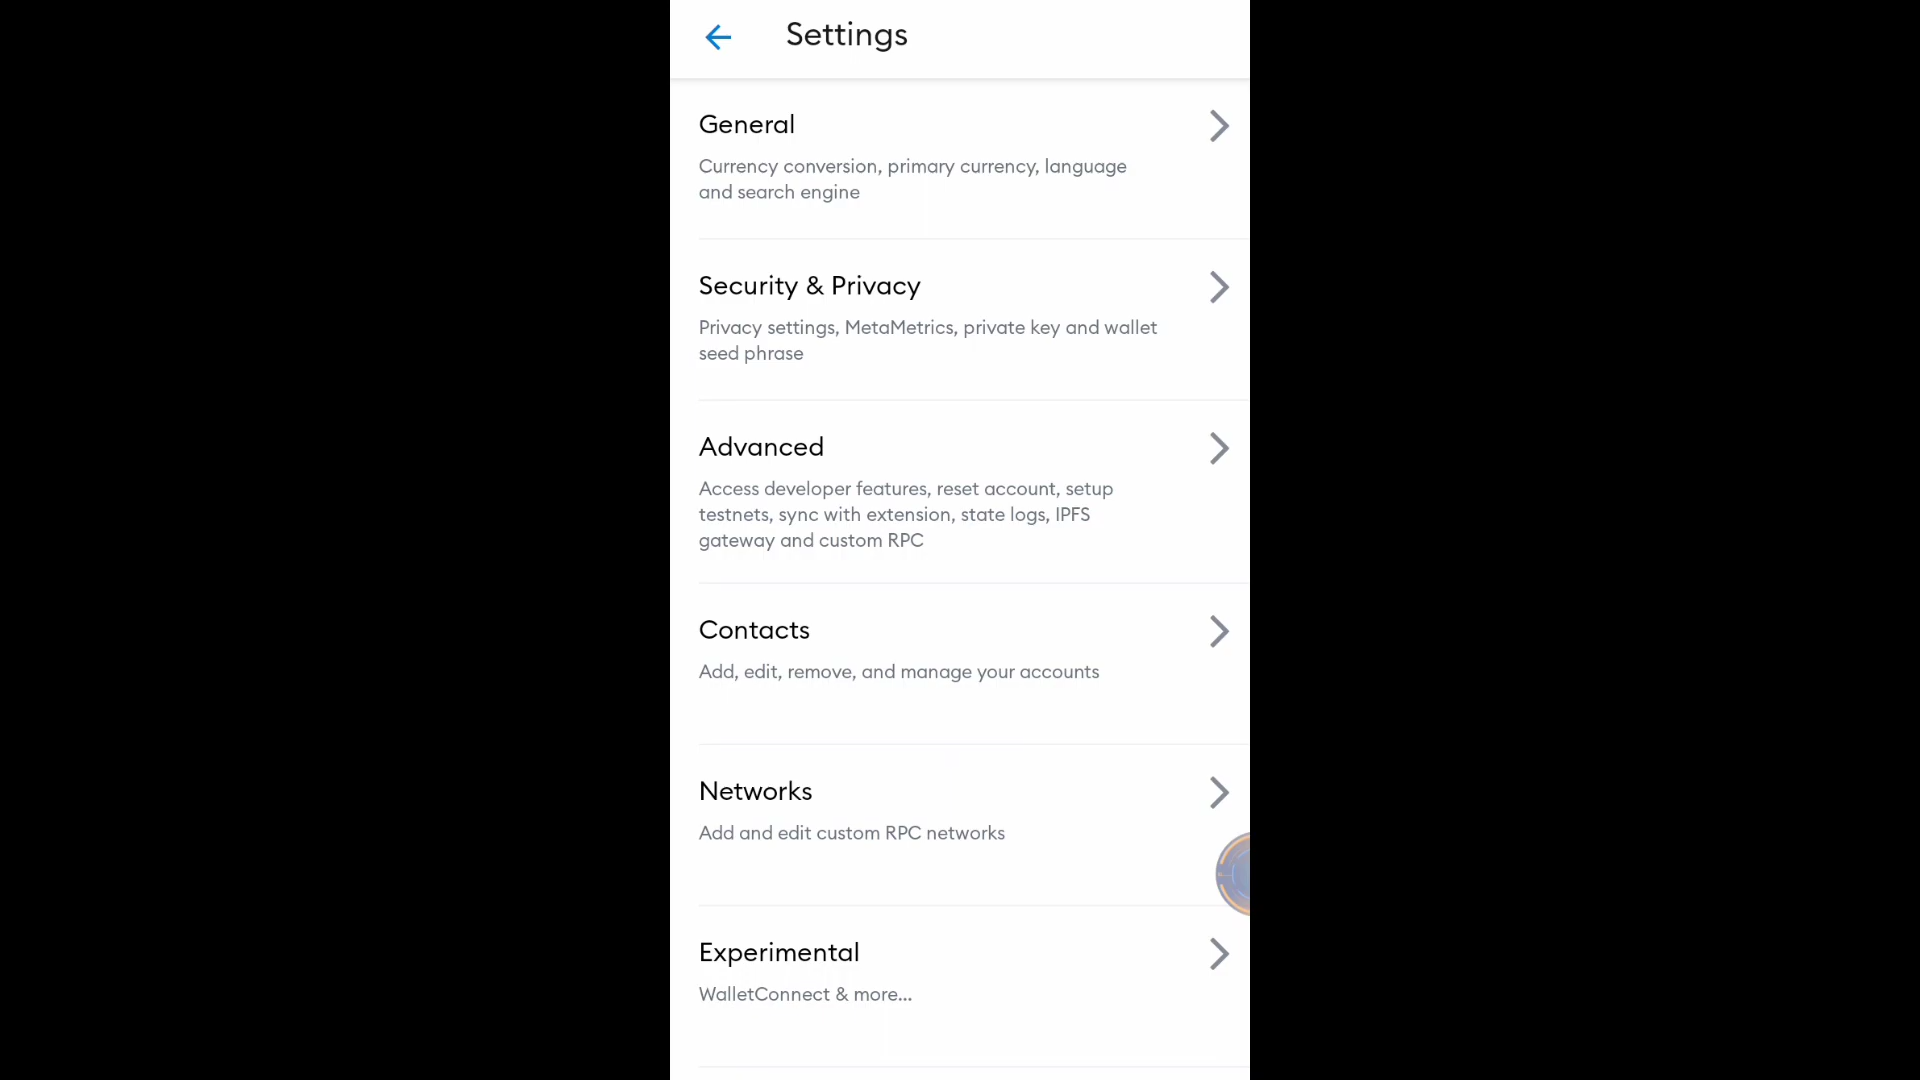 Settings
General
Currency conversion, primary currency, language
and search engine
Security & Privacy
Privacy settings, MetaMetrics, private key and wallet
seed phrase
Advanced
Access developer features, reset account, setup
testnets, sync with extension, state logs, IPFS
gateway and custom RPC
Contacts
Add, edit, remove, and manage your accounts
Networks
Add and edit custom RPC networks
Experimental
WalletConnect & more...